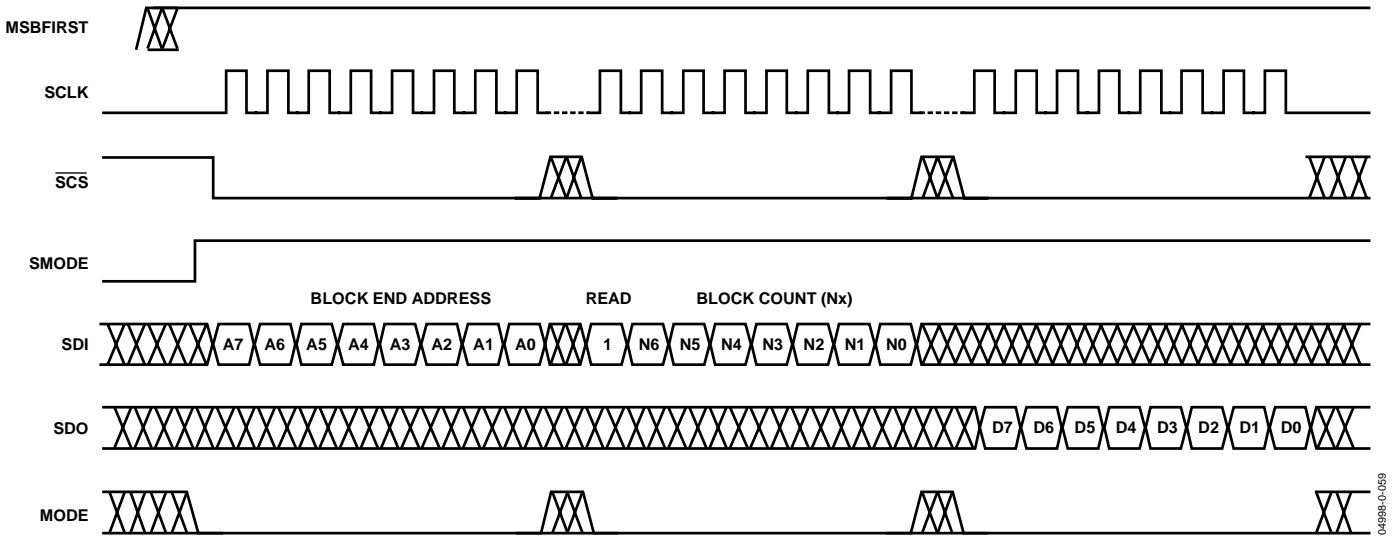 MSBFIRST
SCLK
SCS
SMODE
BLOCK END ADDRESS READ BLOCK COUNT (Nx)
SDI A7 A6 A5 A4 A3 A2 A1 A0 1 N6 N5 N4 N3 N2 N1 N0
SDO D7 D6 D5 D4 D3 D2 D1 D0
MODE
04998-0-059